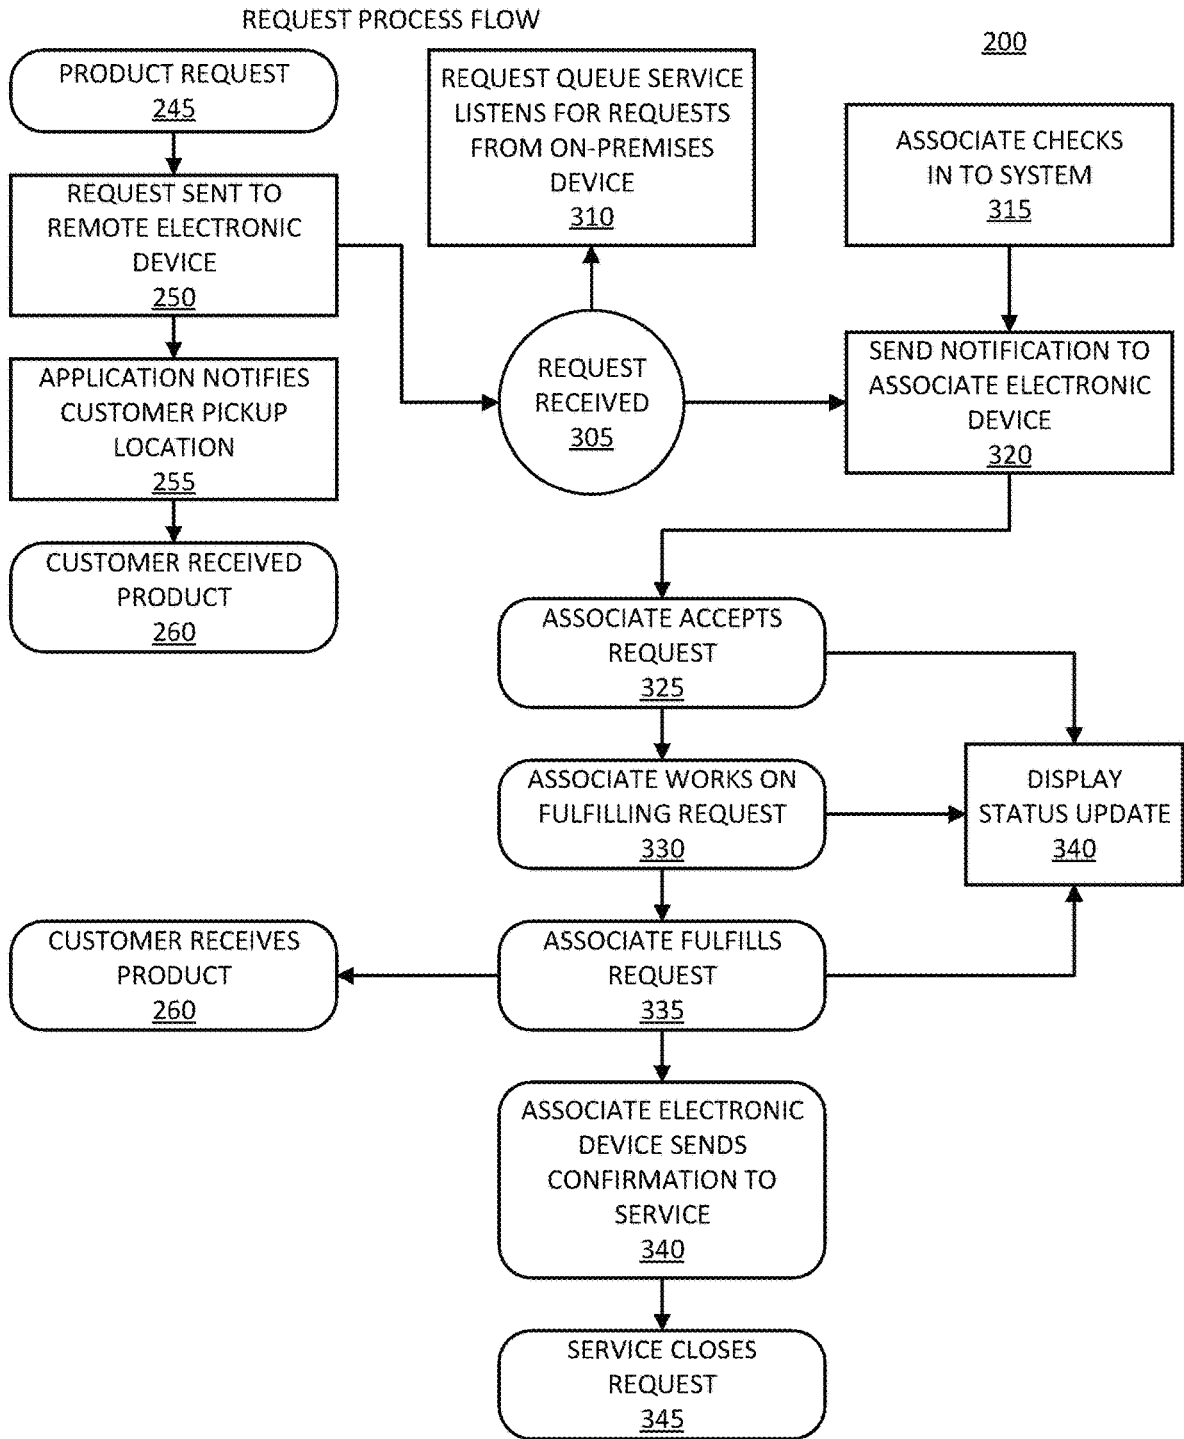 REQUEST PROCESS FLOW
200
PRODUCT REQUEST
245
REQUEST SENT TO
REMOTE ELECTRONIC
DEVICE
250
APPLICATION NOTIFIES
CUSTOMER PICKUP
LOCATION
255
CUSTOMER RECEIVED
PRODUCT
260
REQUEST QUEUE SERVICE
LISTENS FOR REQUESTS
FROM ON-PREMISES
DEVICE
310
REQUEST
RECEIVED
305
ASSOCIATE CHECKS
IN TO SYSTEM
315
SEND NOTIFICATION TO
ASSOCIATE ELECTRONIC
DEVICE
320
ASSOCIATE ACCEPTS
REQUEST
325
ASSOCIATE WORKS ON
FULFILLING REQUEST
330
DISPLAY
STATUS UPDATE
340
CUSTOMER RECEIVES
PRODUCT
260
ASSOCIATE FULFILLS
REQUEST
335
ASSOCIATE ELECTRONIC
DEVICE SENDS
CONFIRMATION TO
SERVICE
340
SERVICE CLOSES
REQUEST
345